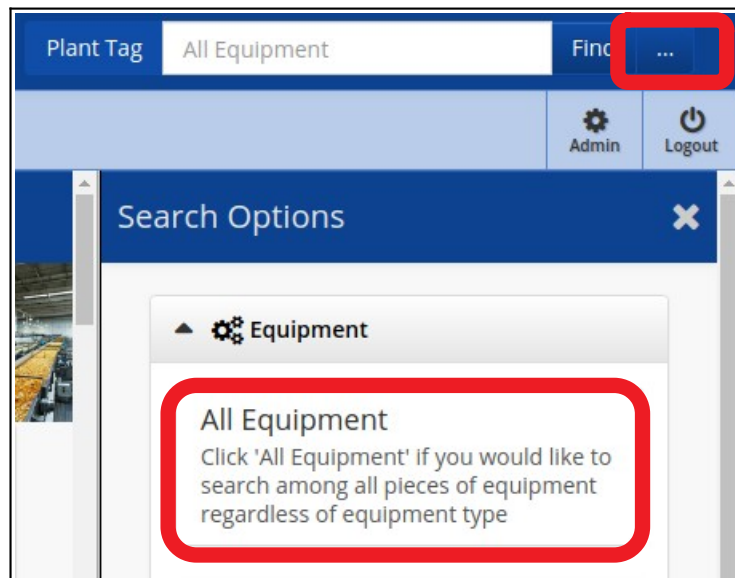 Plant Tag All Equipment Find ...
Admin Logout
Search Options
Equipment
All Equipment
Click 'All Equipment' if you would like to
search among all pieces of equipment
regardless of equipment type